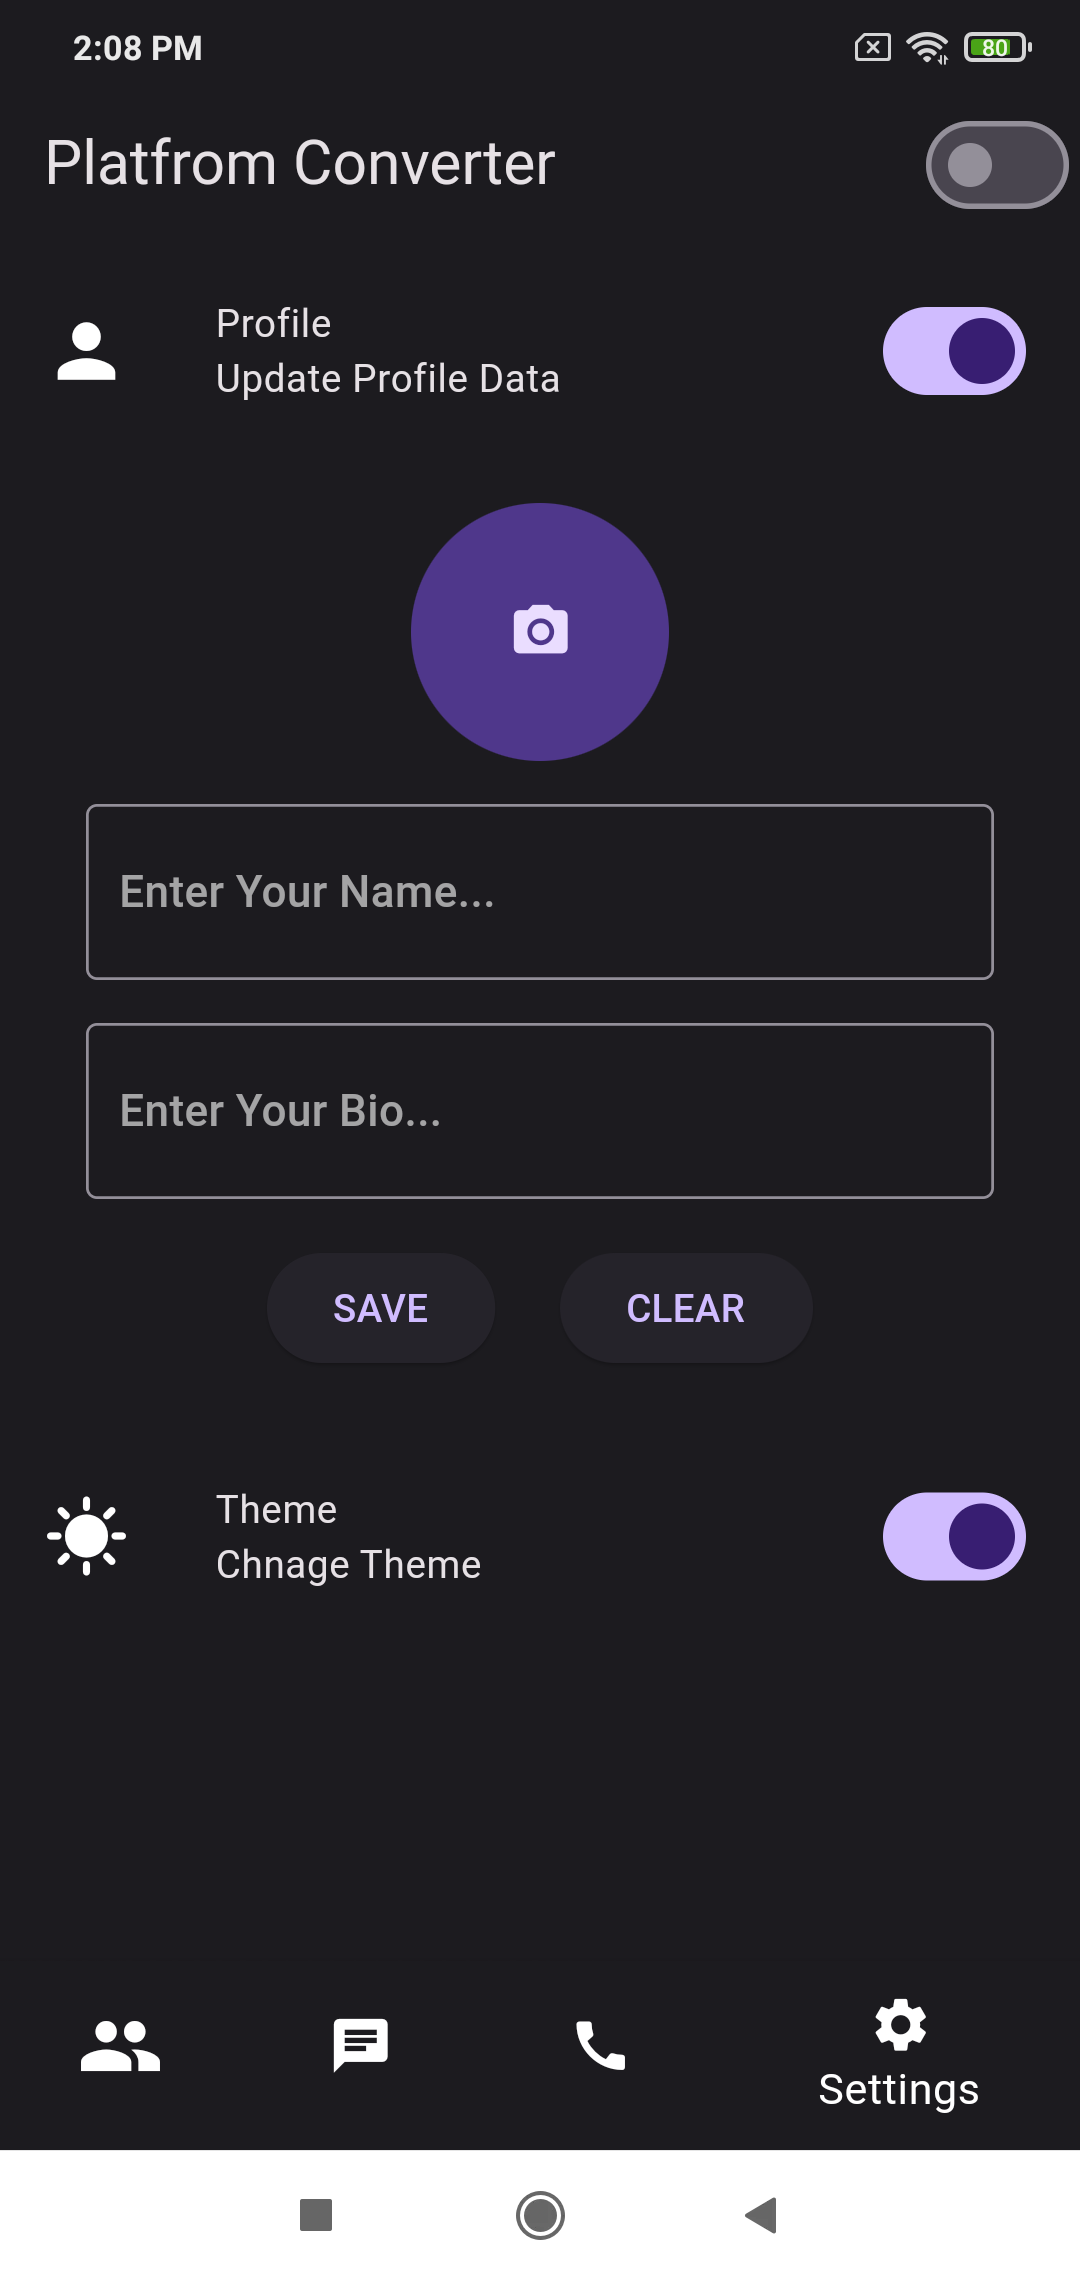 2:08 PM
80
Platfrom Converter
Profile
Update Profile Data
Enter Your Name...
Enter Your Bio...
SAVE
CLEAR
Theme
Chnage Theme
Settings